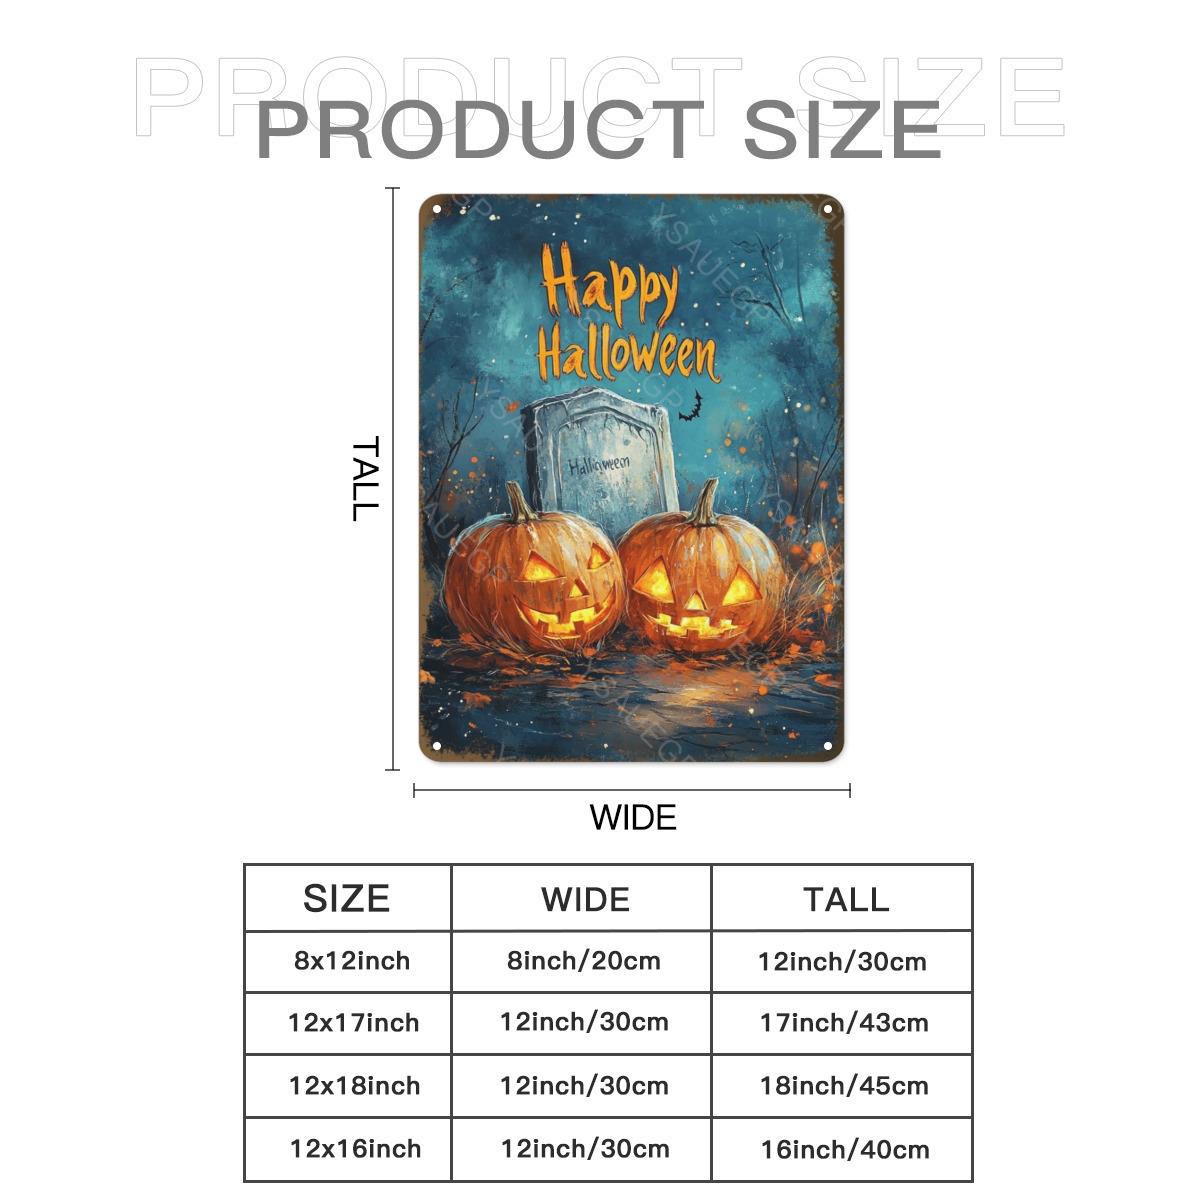 PRODUCT SIZE
PRODUCT SIZE
XSAUEGP
Happy
Halloween
TALL
WIDE
SIZE WIDE TALL
8x12inch 8inch/20cm 12inch/30cm
12x17inch 12inch/30cm 17inch/43cm
12x18inch 12inch/30cm 18inch/45cm
12x16inch 12inch/30cm 16inch/40cm